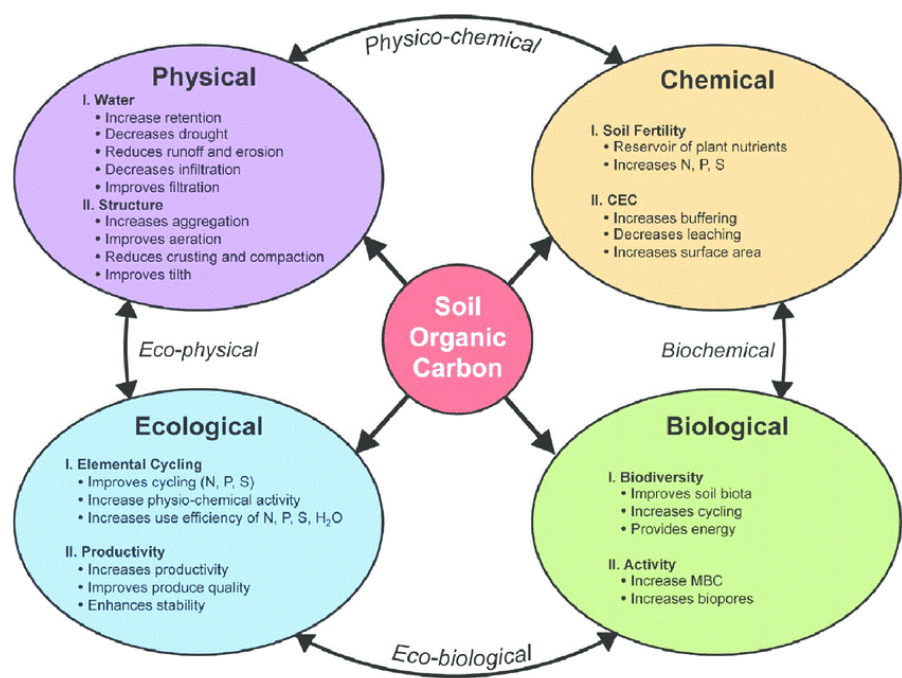 Physico-chemical
Physical
I. Water
• Increase retention
• Decreases drought
• Reduces runoff and erosion
• Decreases infiltration
• Improves filtration
II. Structure
• Increases aggregation
• Improves aeration
• Reduces crusting and compaction
• Improves tilth
Chemical
I. Soil Fertility
• Reservoir of plant nutrients
• Increases N, P, S
II. CEC
• Increases buffering
• Decreases leaching
• Increases surface area
Soil
Organic
Carbon
Eco-physical
Biochemical
Ecological
I. Elemental Cycling
• Improves cycling (N, P, S)
• Increase physio-chemical activity
• Increases use efficiency of N, P, S, H₂O
II. Productivity
• Increases productivity
• Improves produce quality
• Enhances stability
Biological
I. Biodiversity
• Improves soil biota
• Increases cycling
• Provides energy
II. Activity
• Increase MBC
• Increases biopores
Eco-biological